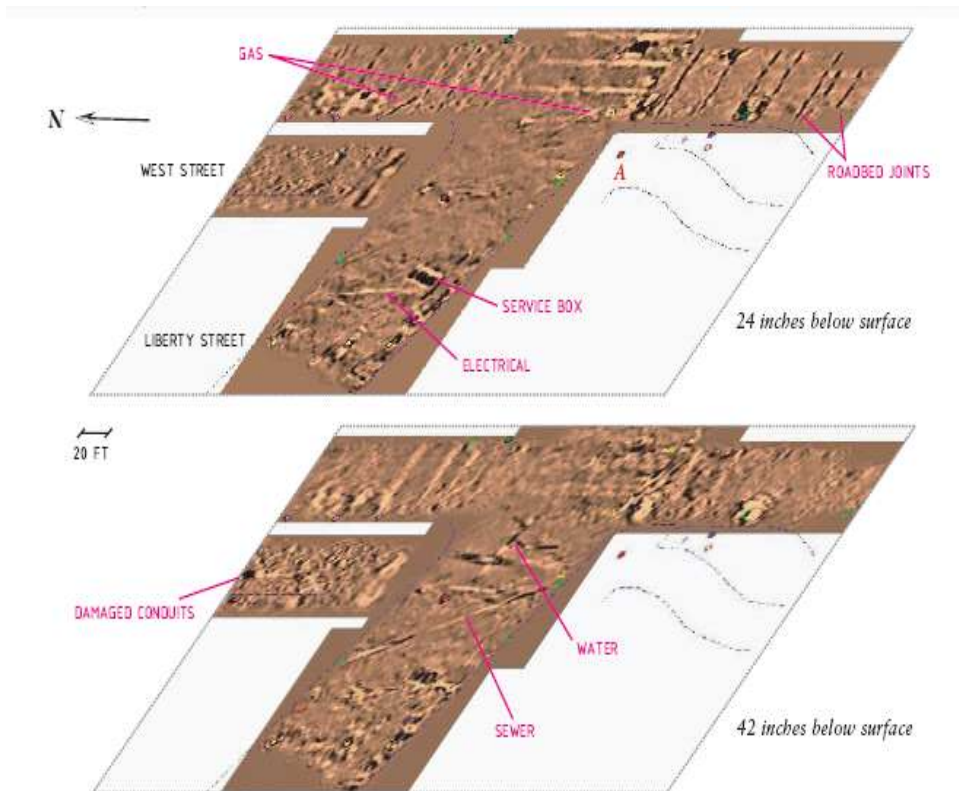 GAS
N
WEST STREET
A
ROADBED JOINTS
SERVICE BOX
24 inches below surface
LIBERTY STREET
ELECTRICAL
20 FT
DAMAGED CONDUITS
WATER
SEWER
42 inches below surface